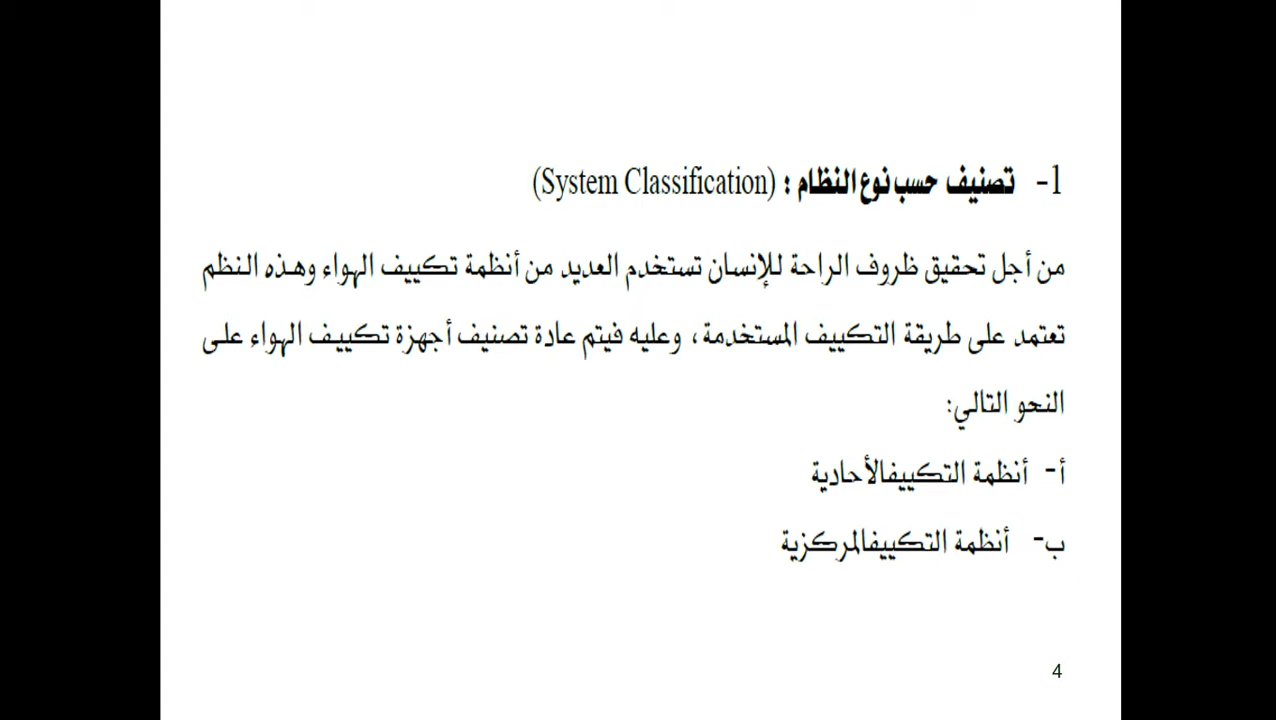 1- تصنيف حسب نوع النظام : (System Classification)
من أجل تحقيق ظروف الراحة للإنسان تستخدم العديد من أنظمة تكييف الهواء وهذه النظم
تعتمد على طريقة التكييف المستخدمة، وعليه فيتم عادة تصنيف أجهزة تكييف الهواء على
النحو التالي:
أ- أنظمة التكييفالأحادية
ب- أنظمة التكييفالمركزية
4